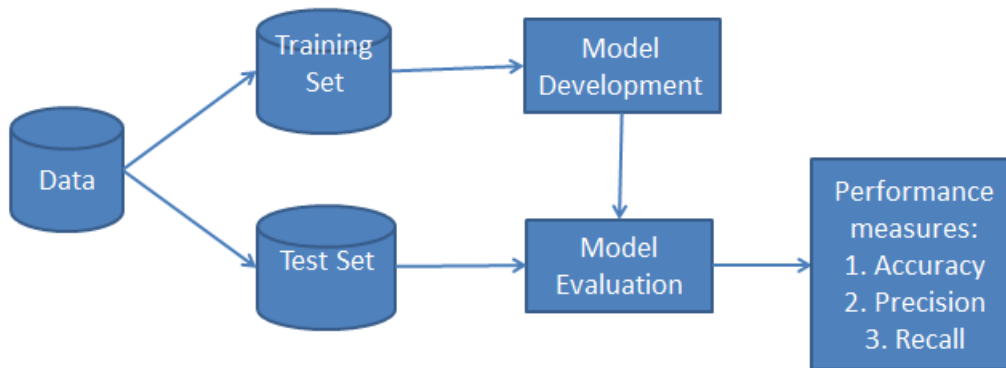 Training
Set
Model
Development
Data
Test Set
Model
Evaluation
Performance
measures:
1. Accuracy
2. Precision
3. Recall